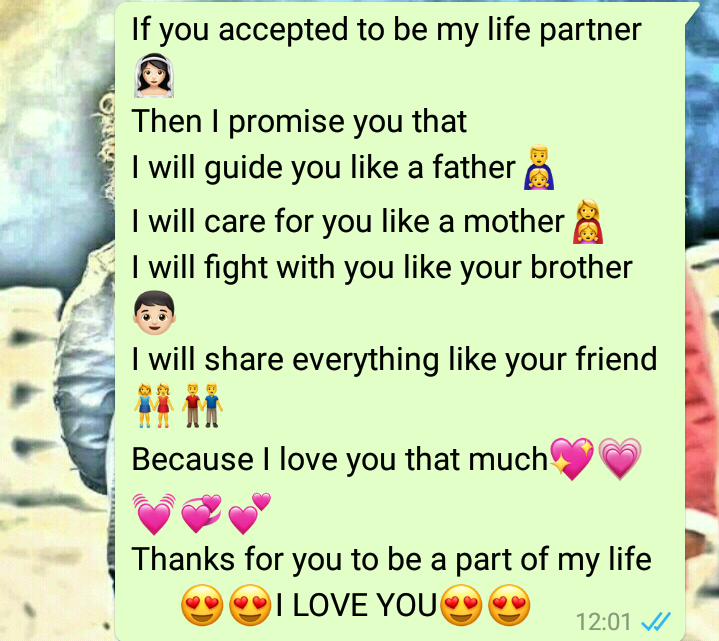 If you accepted to be my life partner
👰🏻
Then I promise you that
I will guide you like a father 👨‍👧
I will care for you like a mother 👩‍👧
I will fight with you like your brother
👦🏻
I will share everything like your friend
👭👬
Because I love you that much💖💗
💓💞💕
Thanks for you to be a part of my life
😍😍I LOVE YOU😍😍
12:01